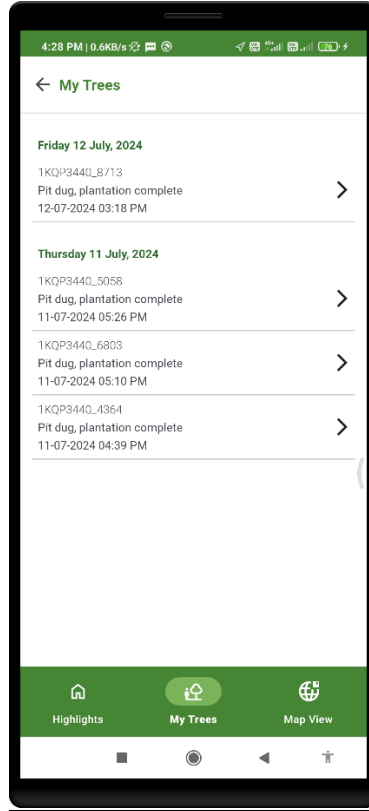 4:28 PM | 0.6KB/s
76
My Trees
Friday 12 July, 2024
1KQP3440_8713
Pit dug, plantation complete
12-07-2024 03:18 PM
Thursday 11 July, 2024
1KQP3440_5058
Pit dug, plantation complete
11-07-2024 05:26 PM
1KQP3440_6803
Pit dug, plantation complete
11-07-2024 05:10 PM
1KQP3440_4364
Pit dug, plantation complete
11-07-2024 04:39 PM
Highlights My Trees Map View